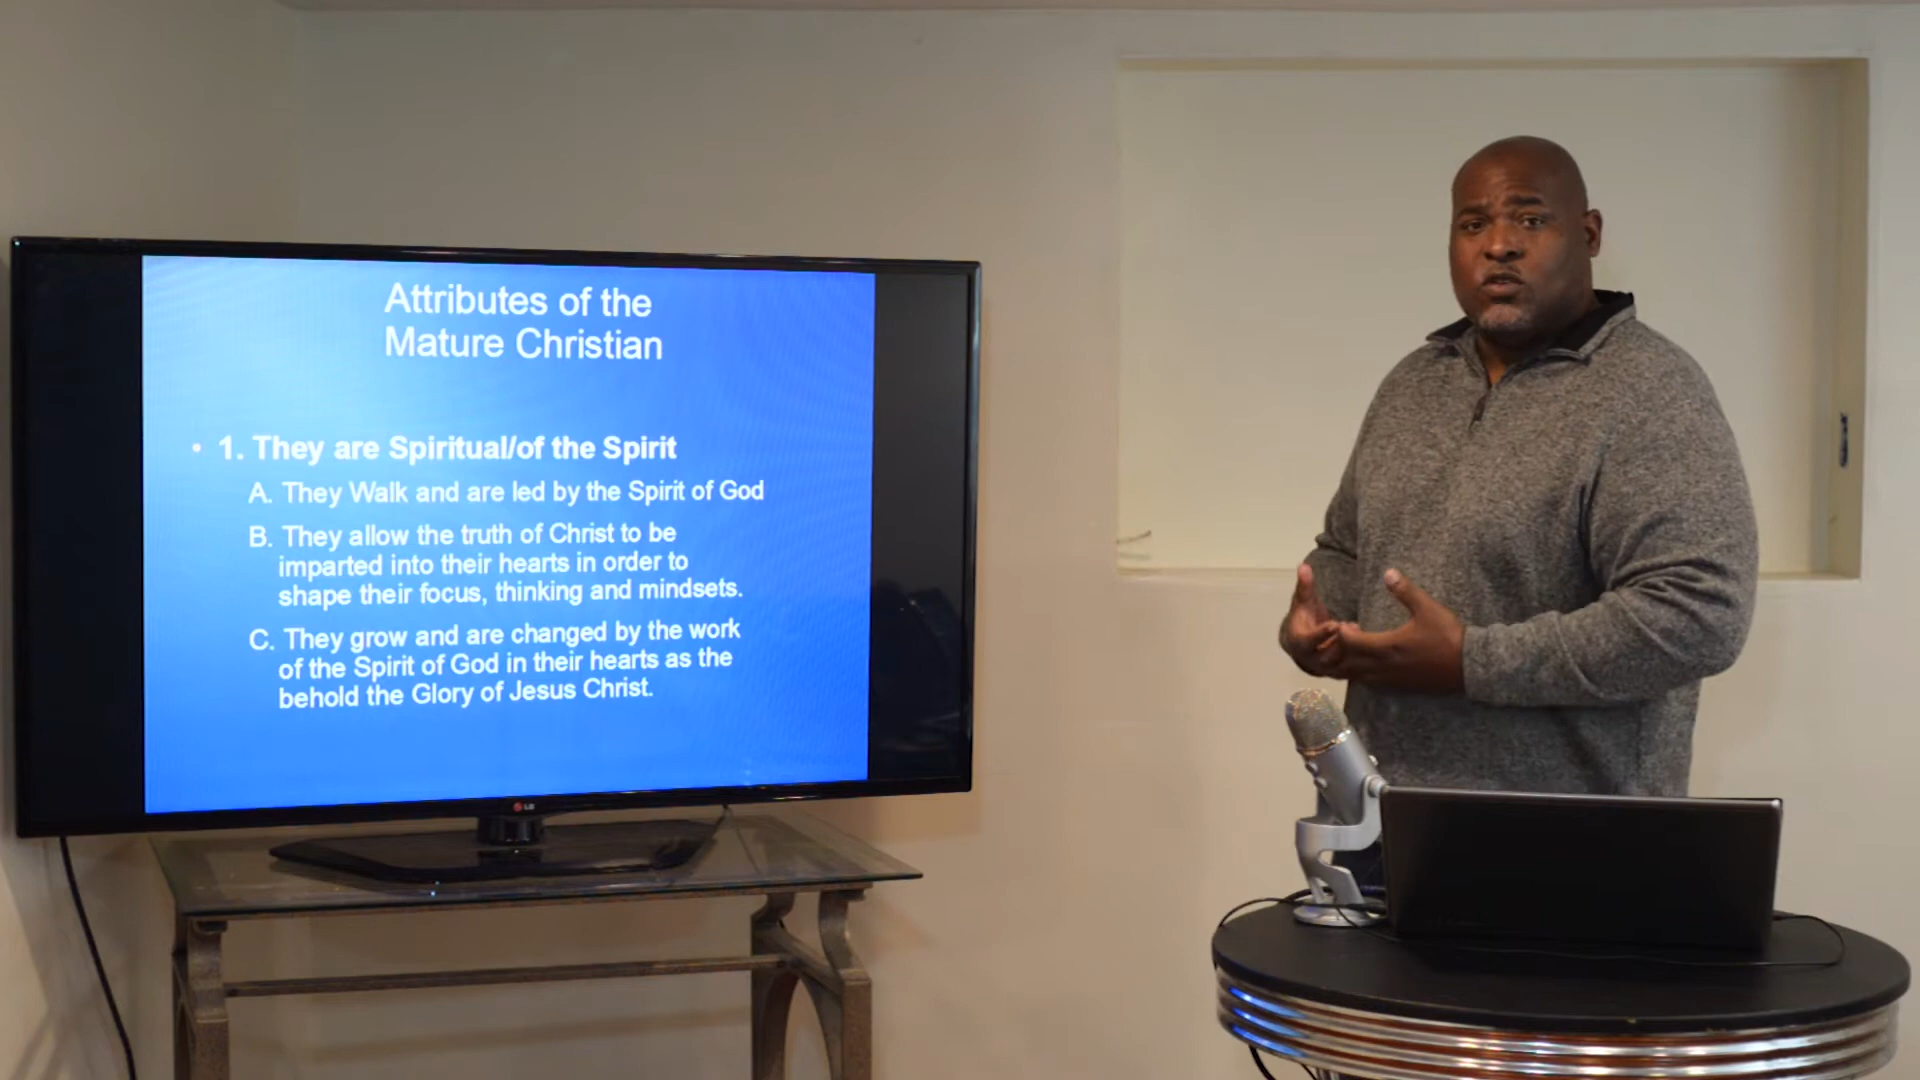 Attributes of the
Mature Christian
• 1. They are Spiritual/of the Spirit
A. They Walk and are led by the Spirit of God
B. They allow the truth of Christ to be
imparted into their hearts in order to
shape their focus, thinking and mindsets.
C. They grow and are changed by the work
of the Spirit of God in their hearts as the
behold the Glory of Jesus Christ.
LG